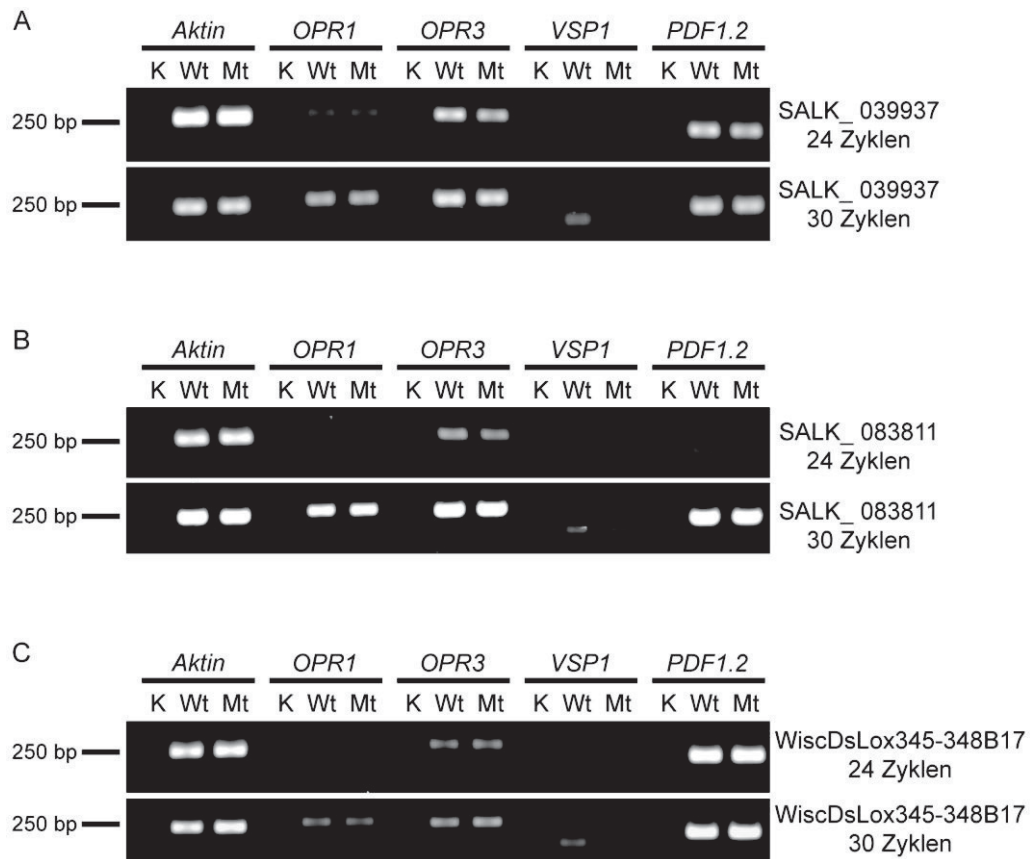 A
Aktin OPR1 OPR3 VSP1 PDF1.2
K Wt Mt K Wt Mt K Wt Mt K Wt Mt K Wt Mt
250 bp
SALK_ 039937
24 Zyklen
250 bp
SALK_ 039937
30 Zyklen
B
Aktin OPR1 OPR3 VSP1 PDF1.2
K Wt Mt K Wt Mt K Wt Mt K Wt Mt K Wt Mt
250 bp
SALK_ 083811
24 Zyklen
250 bp
SALK_ 083811
30 Zyklen
C
Aktin OPR1 OPR3 VSP1 PDF1.2
K Wt Mt K Wt Mt K Wt Mt K Wt Mt K Wt Mt
250 bp
WiscDsLox345-348B17
24 Zyklen
250 bp
WiscDsLox345-348B17
30 Zyklen